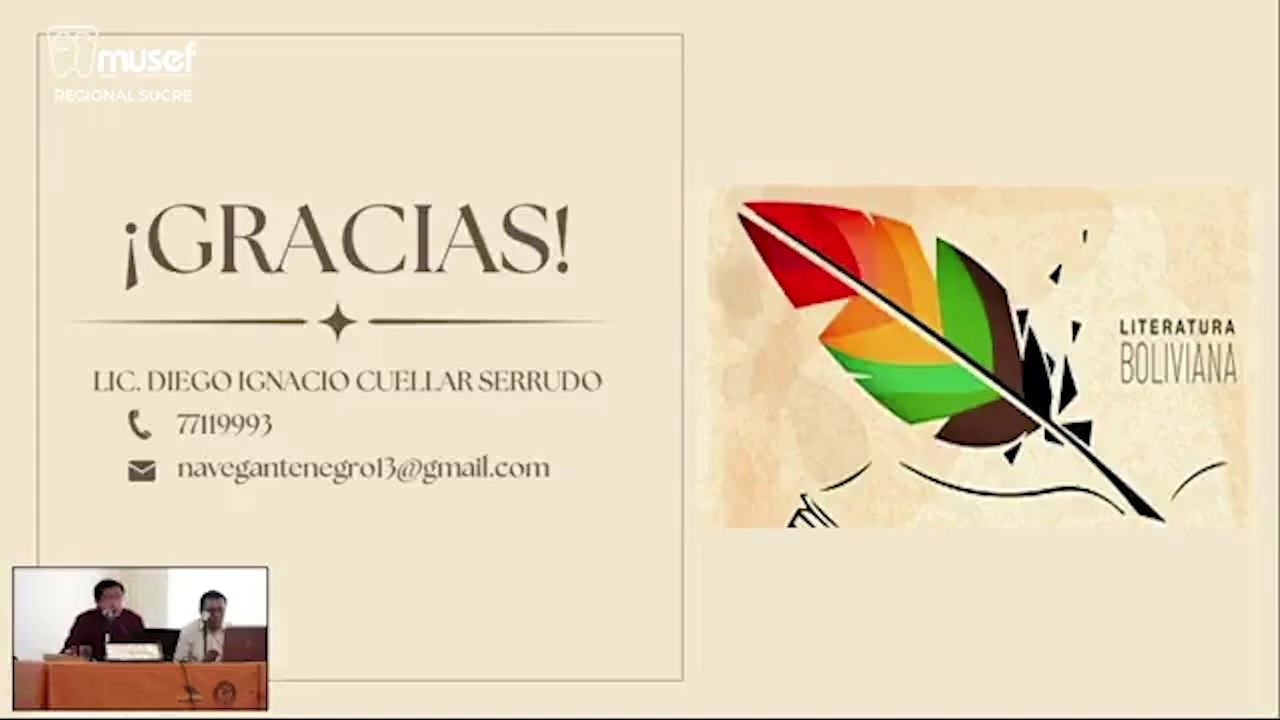 musef
REGIONAL SUCRE
¡GRACIAS!
LIC. DIEGO IGNACIO CUELLAR SERRUDO
77119993
navegantenegro13@gmail.com
LITERATURA
BOLIVIANA